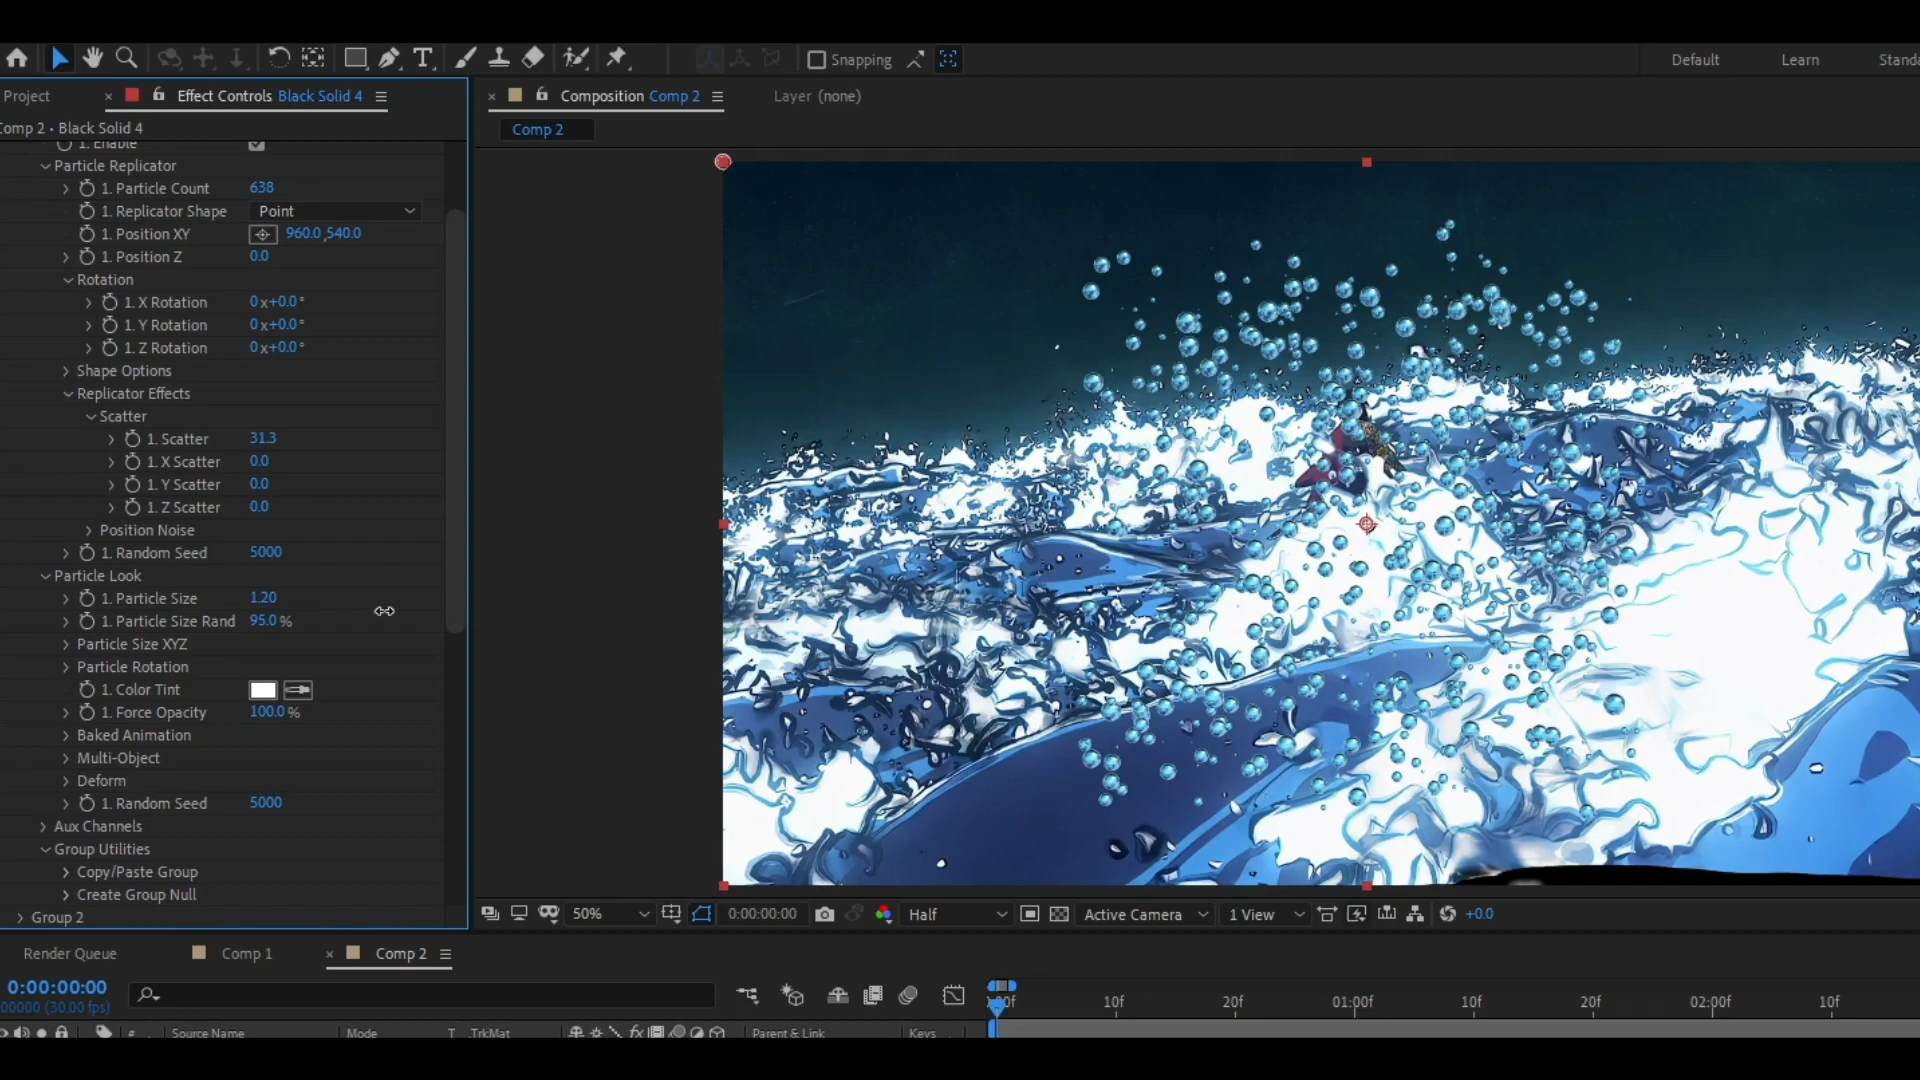 Snapping
Default
Learn
Standa
Project
Effect Controls Black Solid 4
Composition Comp 2
Layer (none)
Comp 2 • Black Solid 4
Comp 2
1. Enable
Particle Replicator
1. Particle Count 638
1. Replicator Shape Point
1. Position XY 960.0,540.0
1. Position Z 0.0
Rotation
1. X Rotation 0x+0.0°
1. Y Rotation 0x+0.0°
1. Z Rotation 0x+0.0°
Shape Options
Replicator Effects
Scatter
1. Scatter 31.3
1. X Scatter 0.0
1. Y Scatter 0.0
1. Z Scatter 0.0
Position Noise
1. Random Seed 5000
Particle Look
1. Particle Size 1.20
1. Particle Size Rand 95.0%
Particle Size XYZ
Particle Rotation
1. Color Tint
1. Force Opacity 100.0%
Baked Animation
Multi-Object
Deform
1. Random Seed 5000
Aux Channels
Group Utilities
Copy/Paste Group
Create Group Null
Group 2
50%
0:00:00:00
Half
Active Camera
1 View
+0.0
Render Queue
Comp 1
Comp 2
0:00:00:00
00000 (30.00 fps)
:00f 10f 20f 01:00f 10f 20f 02:00f 10f
# Source Name Mode T .TrkMat fx Parent & Link Keys